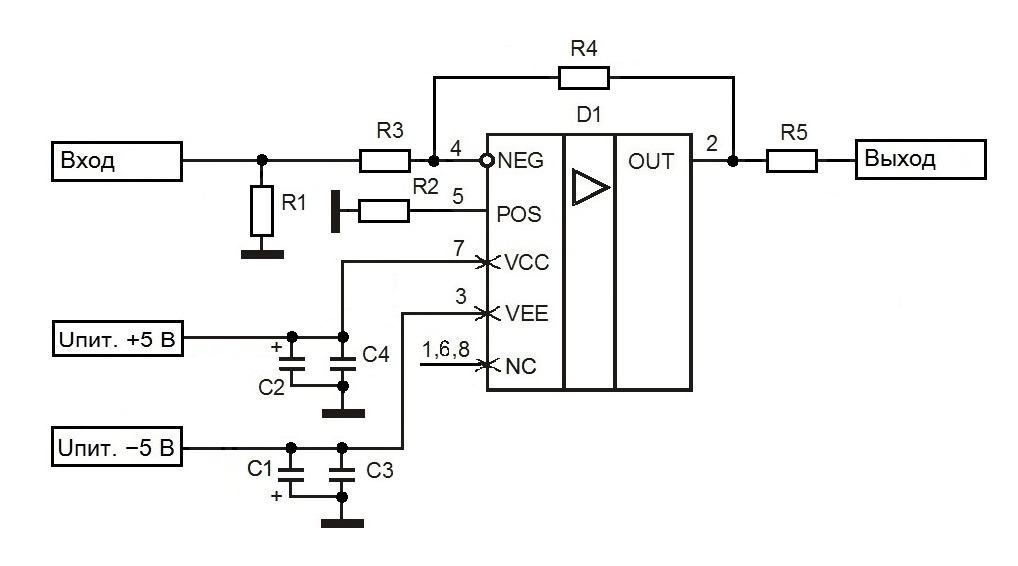 R4
D1
R3
R5
Вход
4
NEG
OUT
2
Выход
R1
R2
5
POS
7
VCC
3
VEE
Uпит. +5 В
+
C4
1,6,8
NC
C2
Uпит. −5 В
C1
C3
+